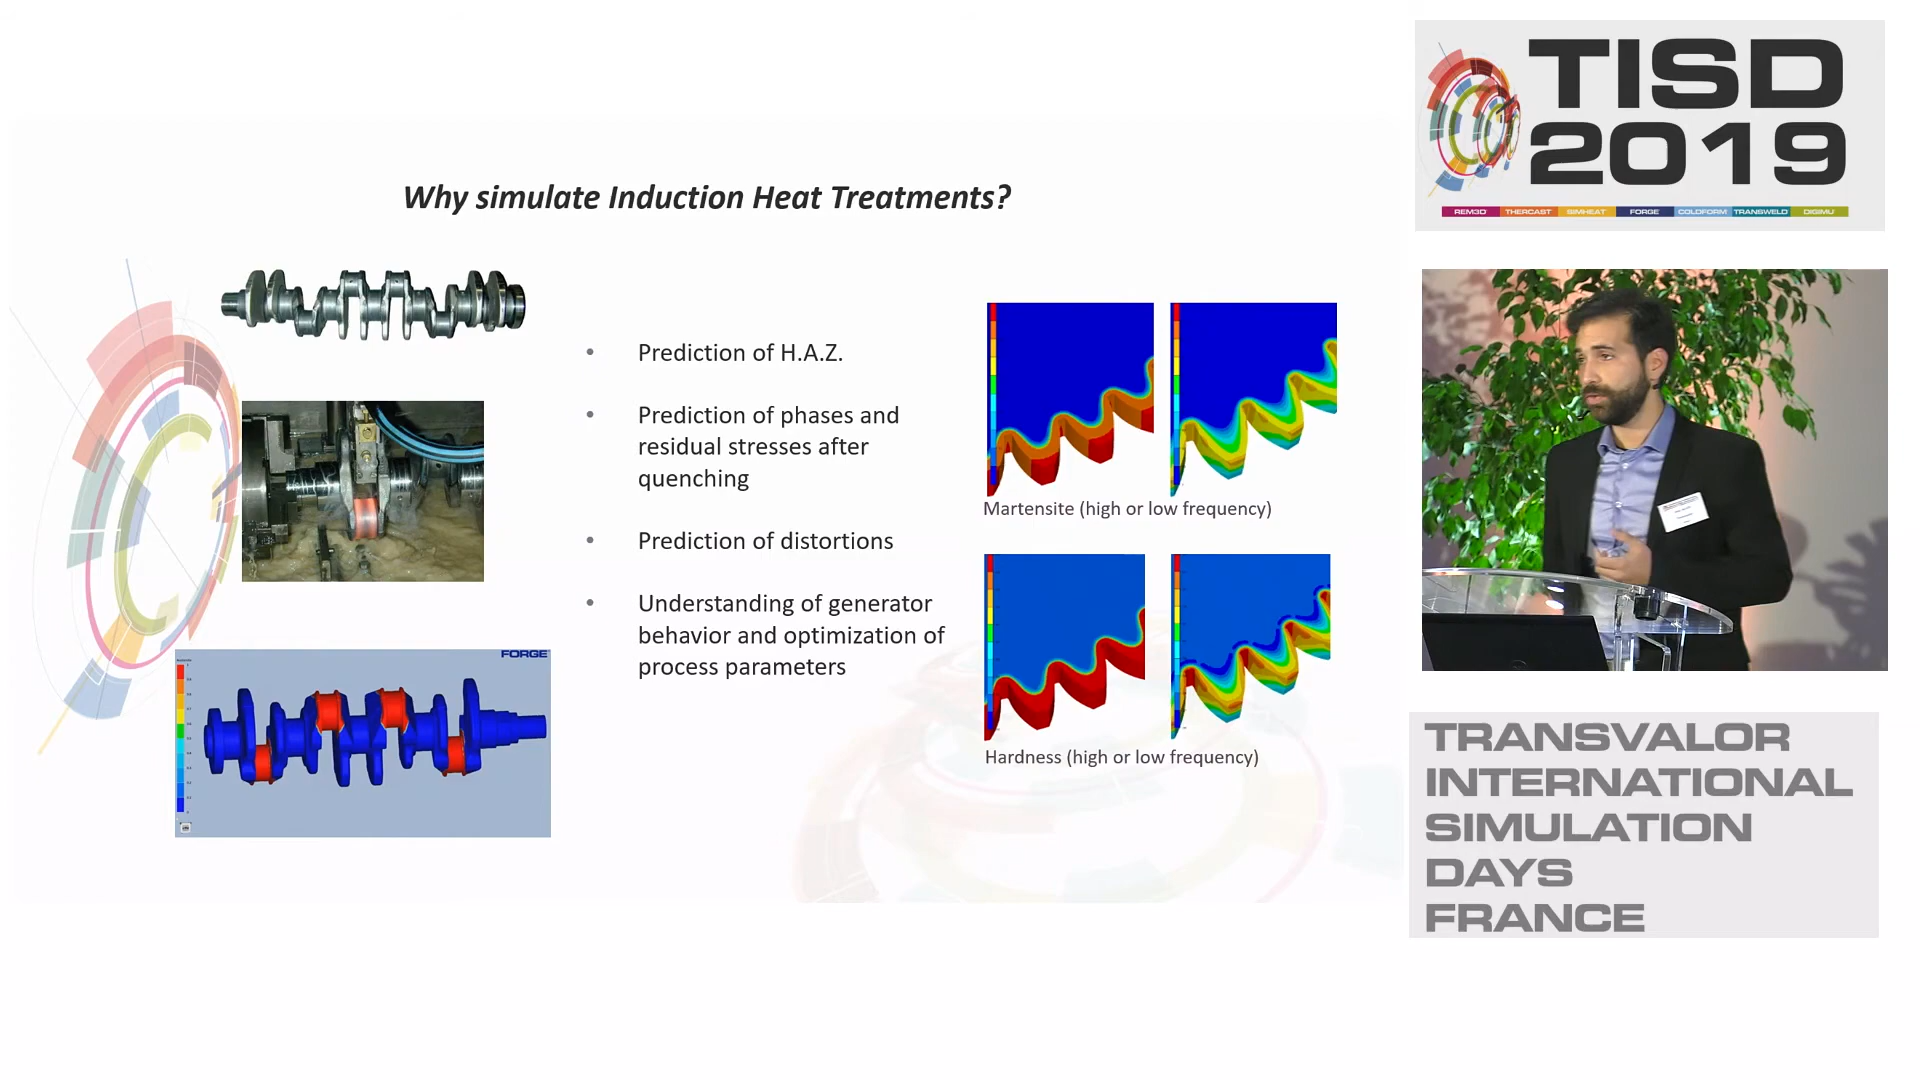 Why simulate Induction Heat Treatments?
• Prediction of H.A.Z.
• Prediction of phases and
residual stresses after
quenching
• Prediction of distortions
• Understanding of generator
behavior and optimization of
process parameters
FORGE
Martensite (high or low frequency)
Hardness (high or low frequency)
TISD
2019
REM3D THERCAST SIMHEAT FORGE COLDFORM TRANSWELD DIGIMU
TRANSVALOR
INTERNATIONAL
SIMULATION
DAYS
FRANCE